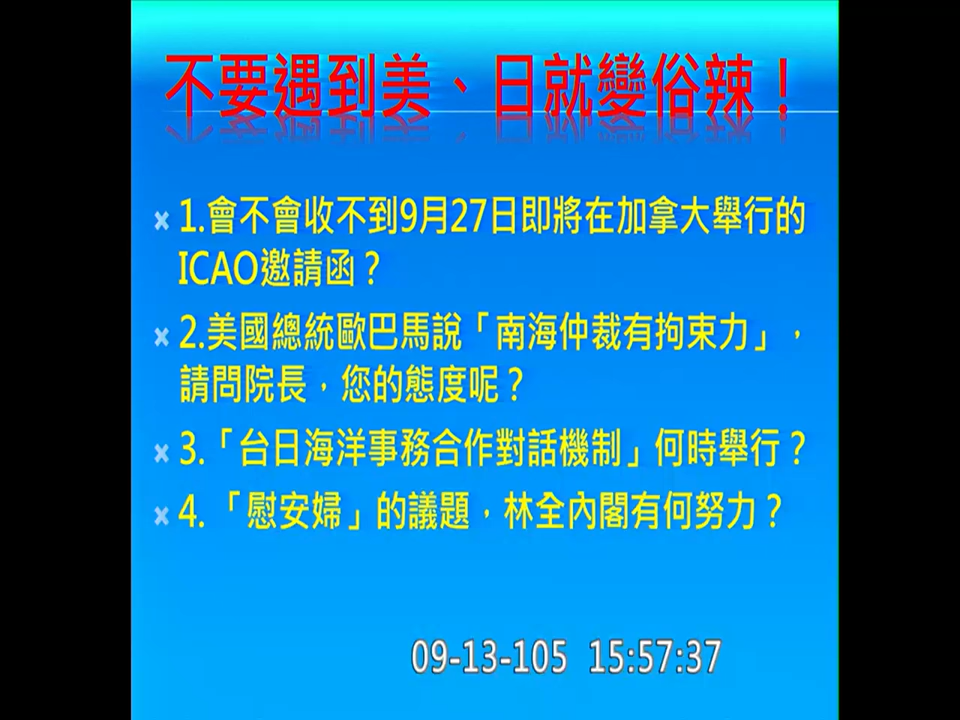 不要遇到美、日就變俗辣！
1.會不會收不到9月27日即將在加拿大舉行的
ICAO邀請函？
2.美國總統歐巴馬說「南海仲裁有拘束力」，
請問院長，您的態度呢？
3.「台日海洋事務合作對話機制」何時舉行？
4.「慰安婦」的議題，林全內閣有何努力？
09-13-105 15:57:37